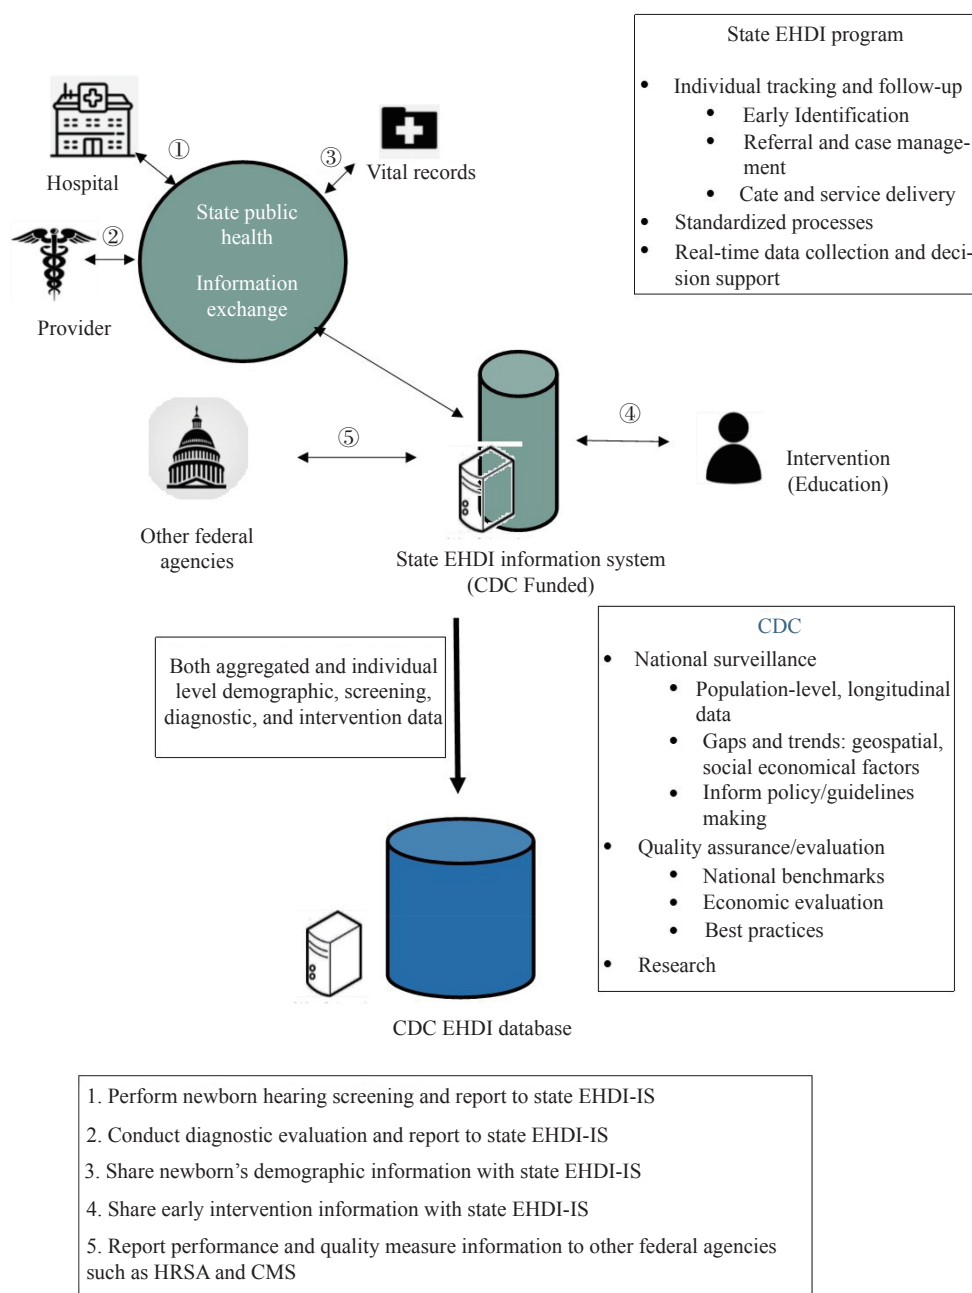 State EHDI program
• Individual tracking and follow-up
• Early Identification
• Referral and case manage-
ment
• Cate and service delivery
• Standardized processes
• Real-time data collection and deci-
sion support
①
Hospital
③
Vital records
②
Provider
State public
health
Information
exchange
④
Intervention
(Education)
⑤
Other federal
agencies
State EHDI information system
(CDC Funded)
Both aggregated and individual
level demographic, screening,
diagnostic, and intervention data
CDC
• National surveillance
• Population-level, longitudinal
data
• Gaps and trends: geospatial,
social economical factors
• Inform policy/guidelines
making
• Quality assurance/evaluation
• National benchmarks
• Economic evaluation
• Best practices
• Research
CDC EHDI database
1. Perform newborn hearing screening and report to state EHDI-IS
2. Conduct diagnostic evaluation and report to state EHDI-IS
3. Share newborn’s demographic information with state EHDI-IS
4. Share early intervention information with state EHDI-IS
5. Report performance and quality measure information to other federal agencies
such as HRSA and CMS